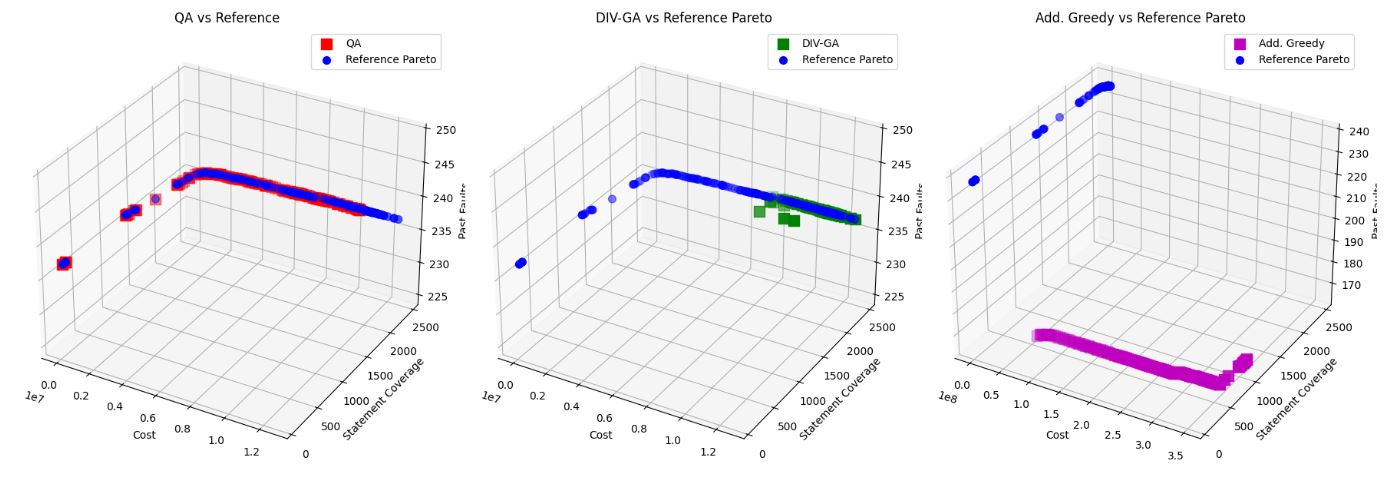 QA vs Reference
QA
Reference Pareto
250
245
240
235
230
225
Past Faults
2500
2000
1500
1000
500
0
Statement Coverage
0.0
0.2
0.4
0.6
0.8
1.0
1.2
1e7
Cost
DIV-GA vs Reference Pareto
DIV-GA
Reference Pareto
250
245
240
235
230
225
Past Faults
2500
2000
1500
1000
500
0
Statement Coverage
0.0
0.2
0.4
0.6
0.8
1.0
1.2
1e7
Cost
Add. Greedy vs Reference Pareto
Add. Greedy
Reference Pareto
240
230
220
210
200
190
180
170
Past Faults
2500
2000
1500
1000
500
0
Statement Coverage
0.0
0.5
1.0
1.5
2.0
2.5
3.0
3.5
1e8
Cost